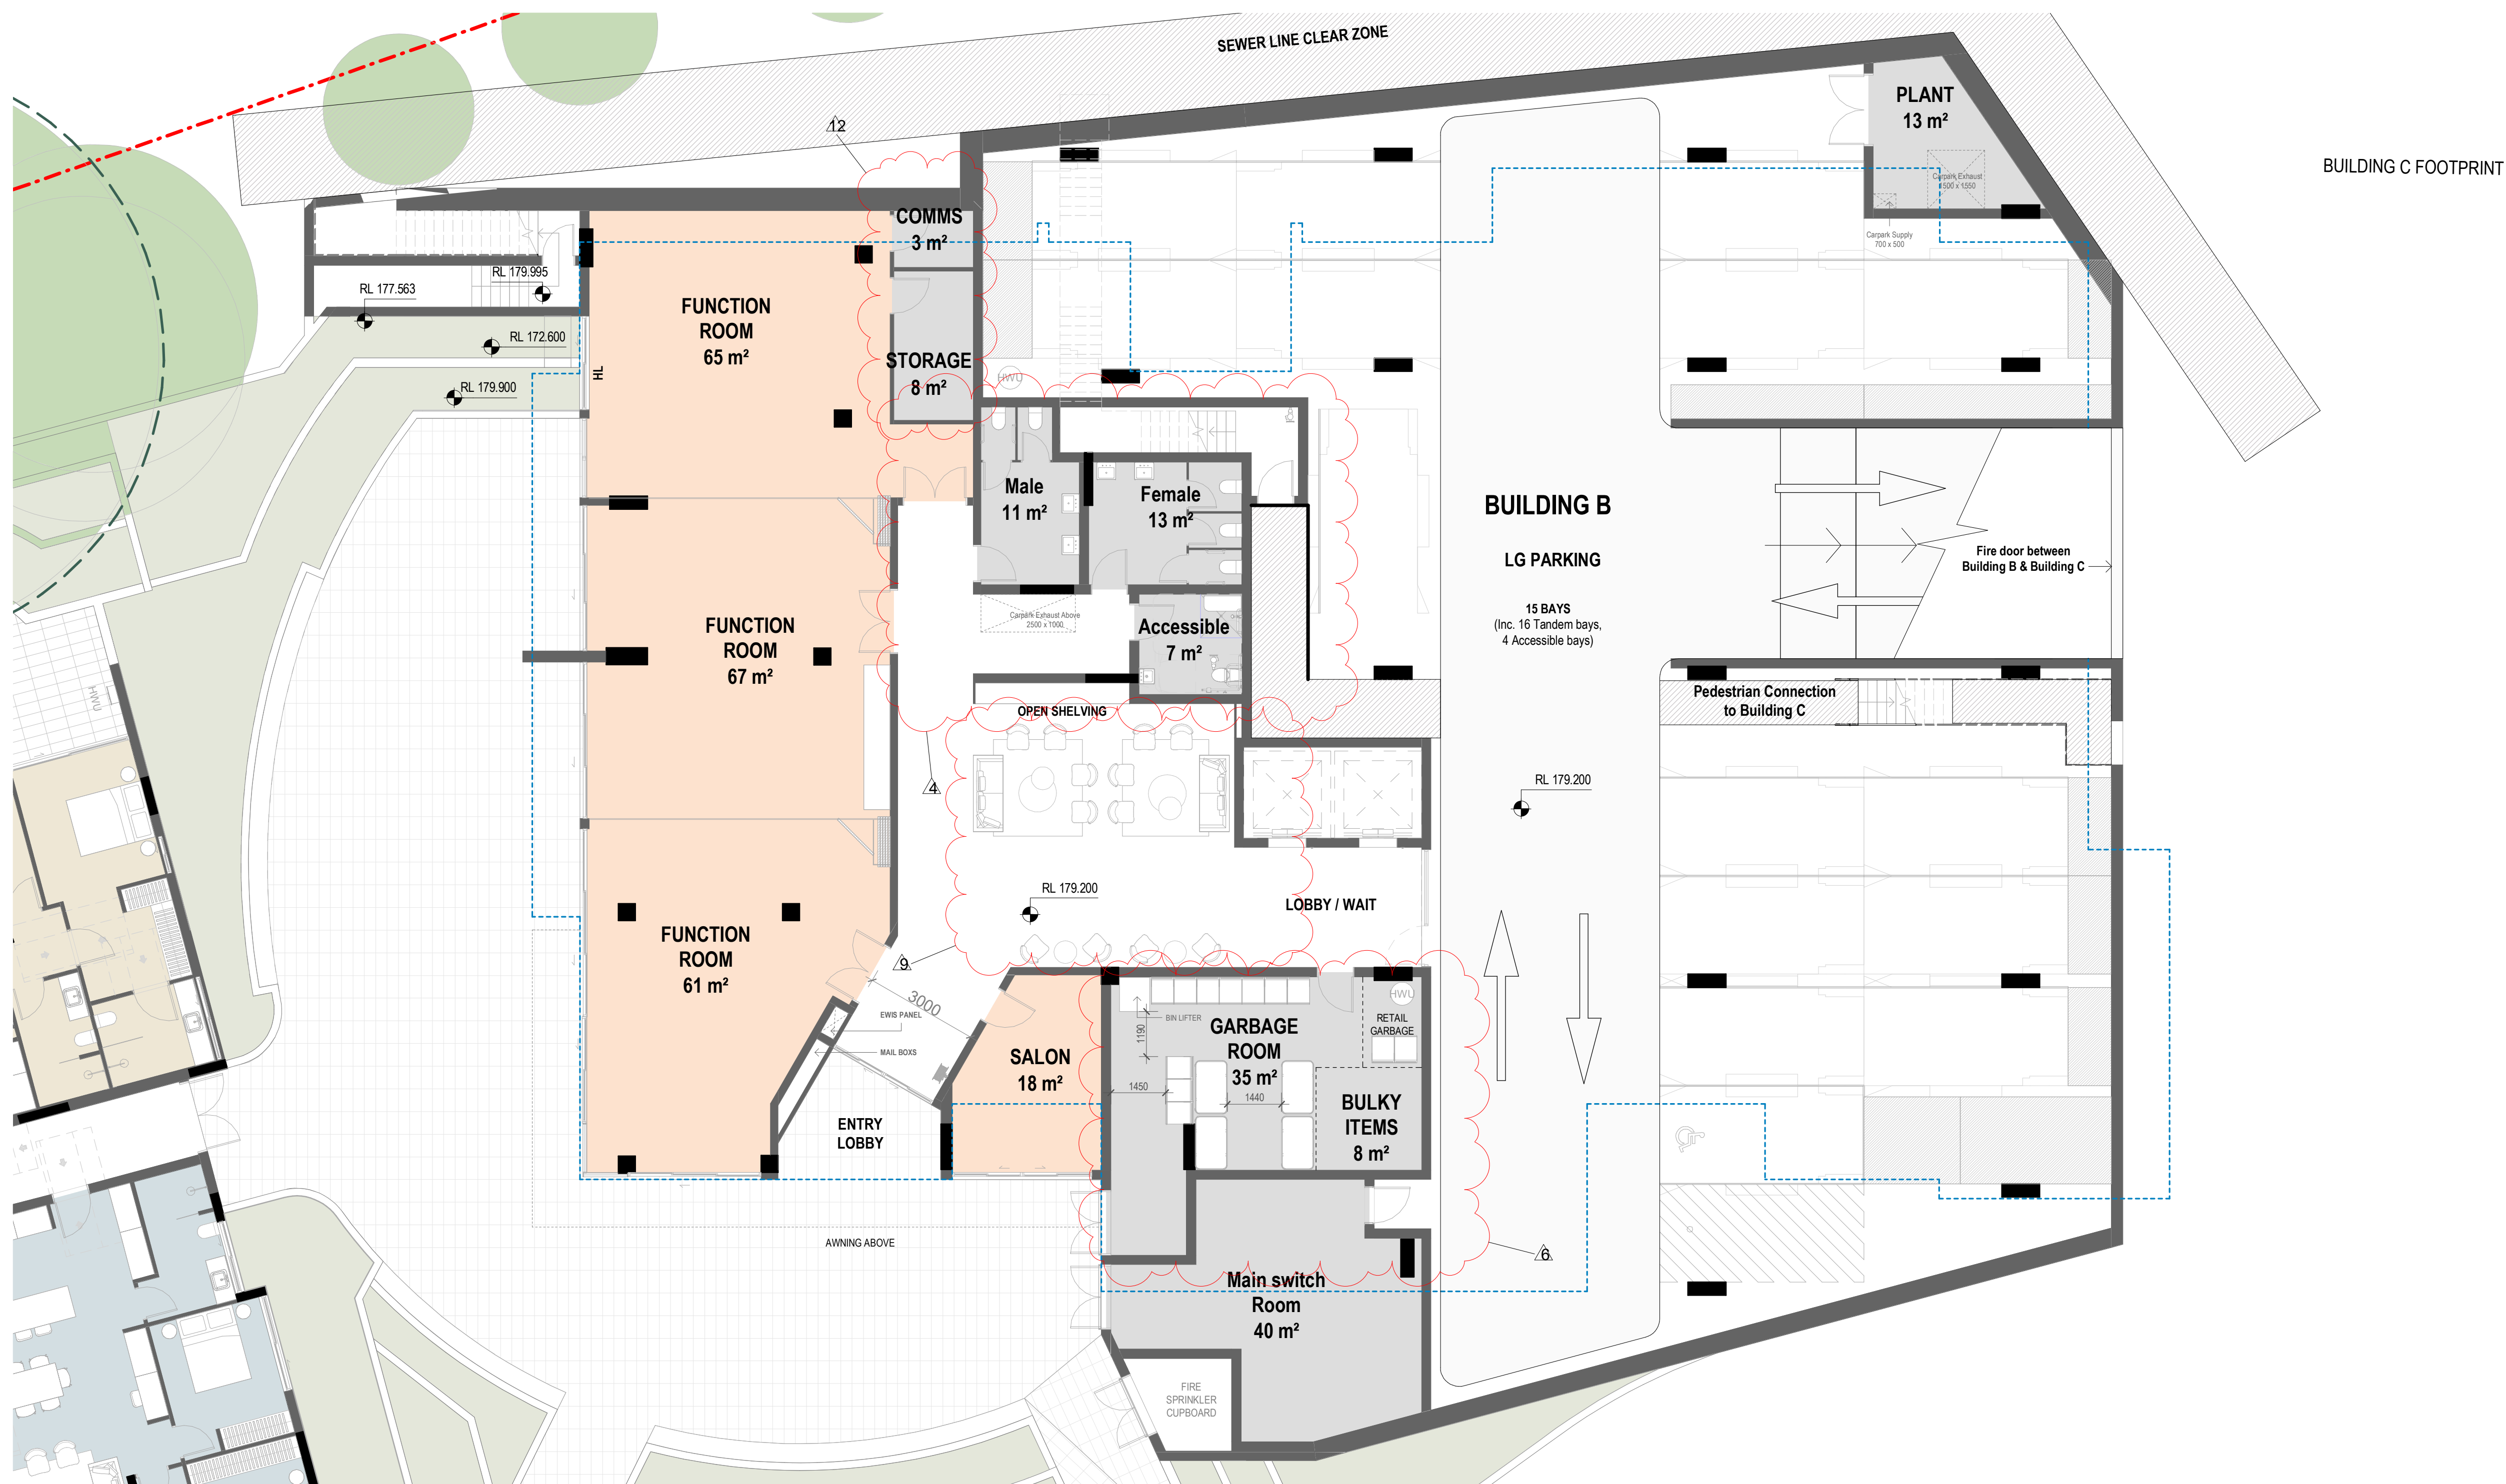 SEWER LINE CLEAR ZONE
12
PLANT
13 m²
BUILDING C FOOTPRINT
Carpark Exhaust
1500 x 1550
Carpark Supply
700 x 500
COMMS
3 m²
RL 179.995
RL 177.563
RL 172.600
RL 179.900
HL
FUNCTION
ROOM
65 m²
STORAGE
8 m²
HWU
Male
11 m²
Female
13 m²
BUILDING B
LG PARKING
15 BAYS
(Inc. 16 Tandem bays,
4 Accessible bays)
Fire door between
Building B & Building C
Carpark Exhaust Above
2500 x 1000
Accessible
7 m²
FUNCTION
ROOM
67 m²
HWU
OPEN SHELVING
Pedestrian Connection
to Building C
4
RL 179.200
RL 179.200
LOBBY / WAIT
FUNCTION
ROOM
61 m²
9
3000
EWIS PANEL
MAIL BOXS
BIN LIFTER
1190
1450
1440
GARBAGE
ROOM
35 m²
HWU
RETAIL
GARBAGE
BULKY
ITEMS
8 m²
SALON
18 m²
ENTRY
LOBBY
AWNING ABOVE
6
Main switch
Room
40 m²
FIRE
SPRINKLER
CUPBOARD